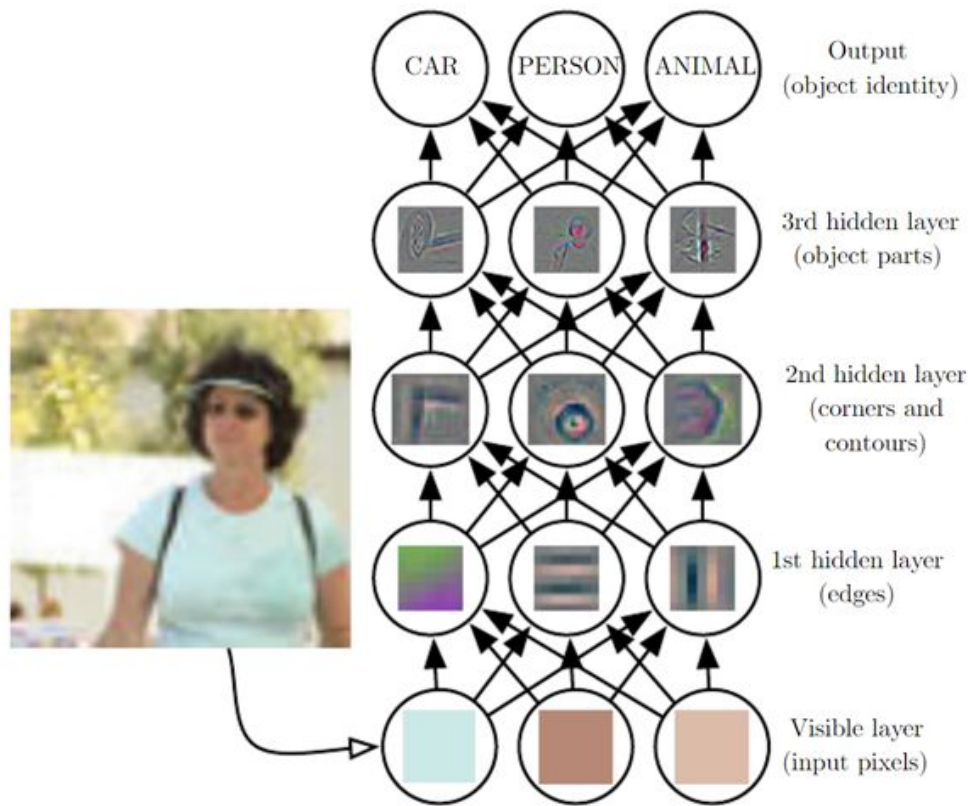 CAR PERSON ANIMAL
Output
(object identity)
3rd hidden layer
(object parts)
2nd hidden layer
(corners and
contours)
1st hidden layer
(edges)
Visible layer
(input pixels)